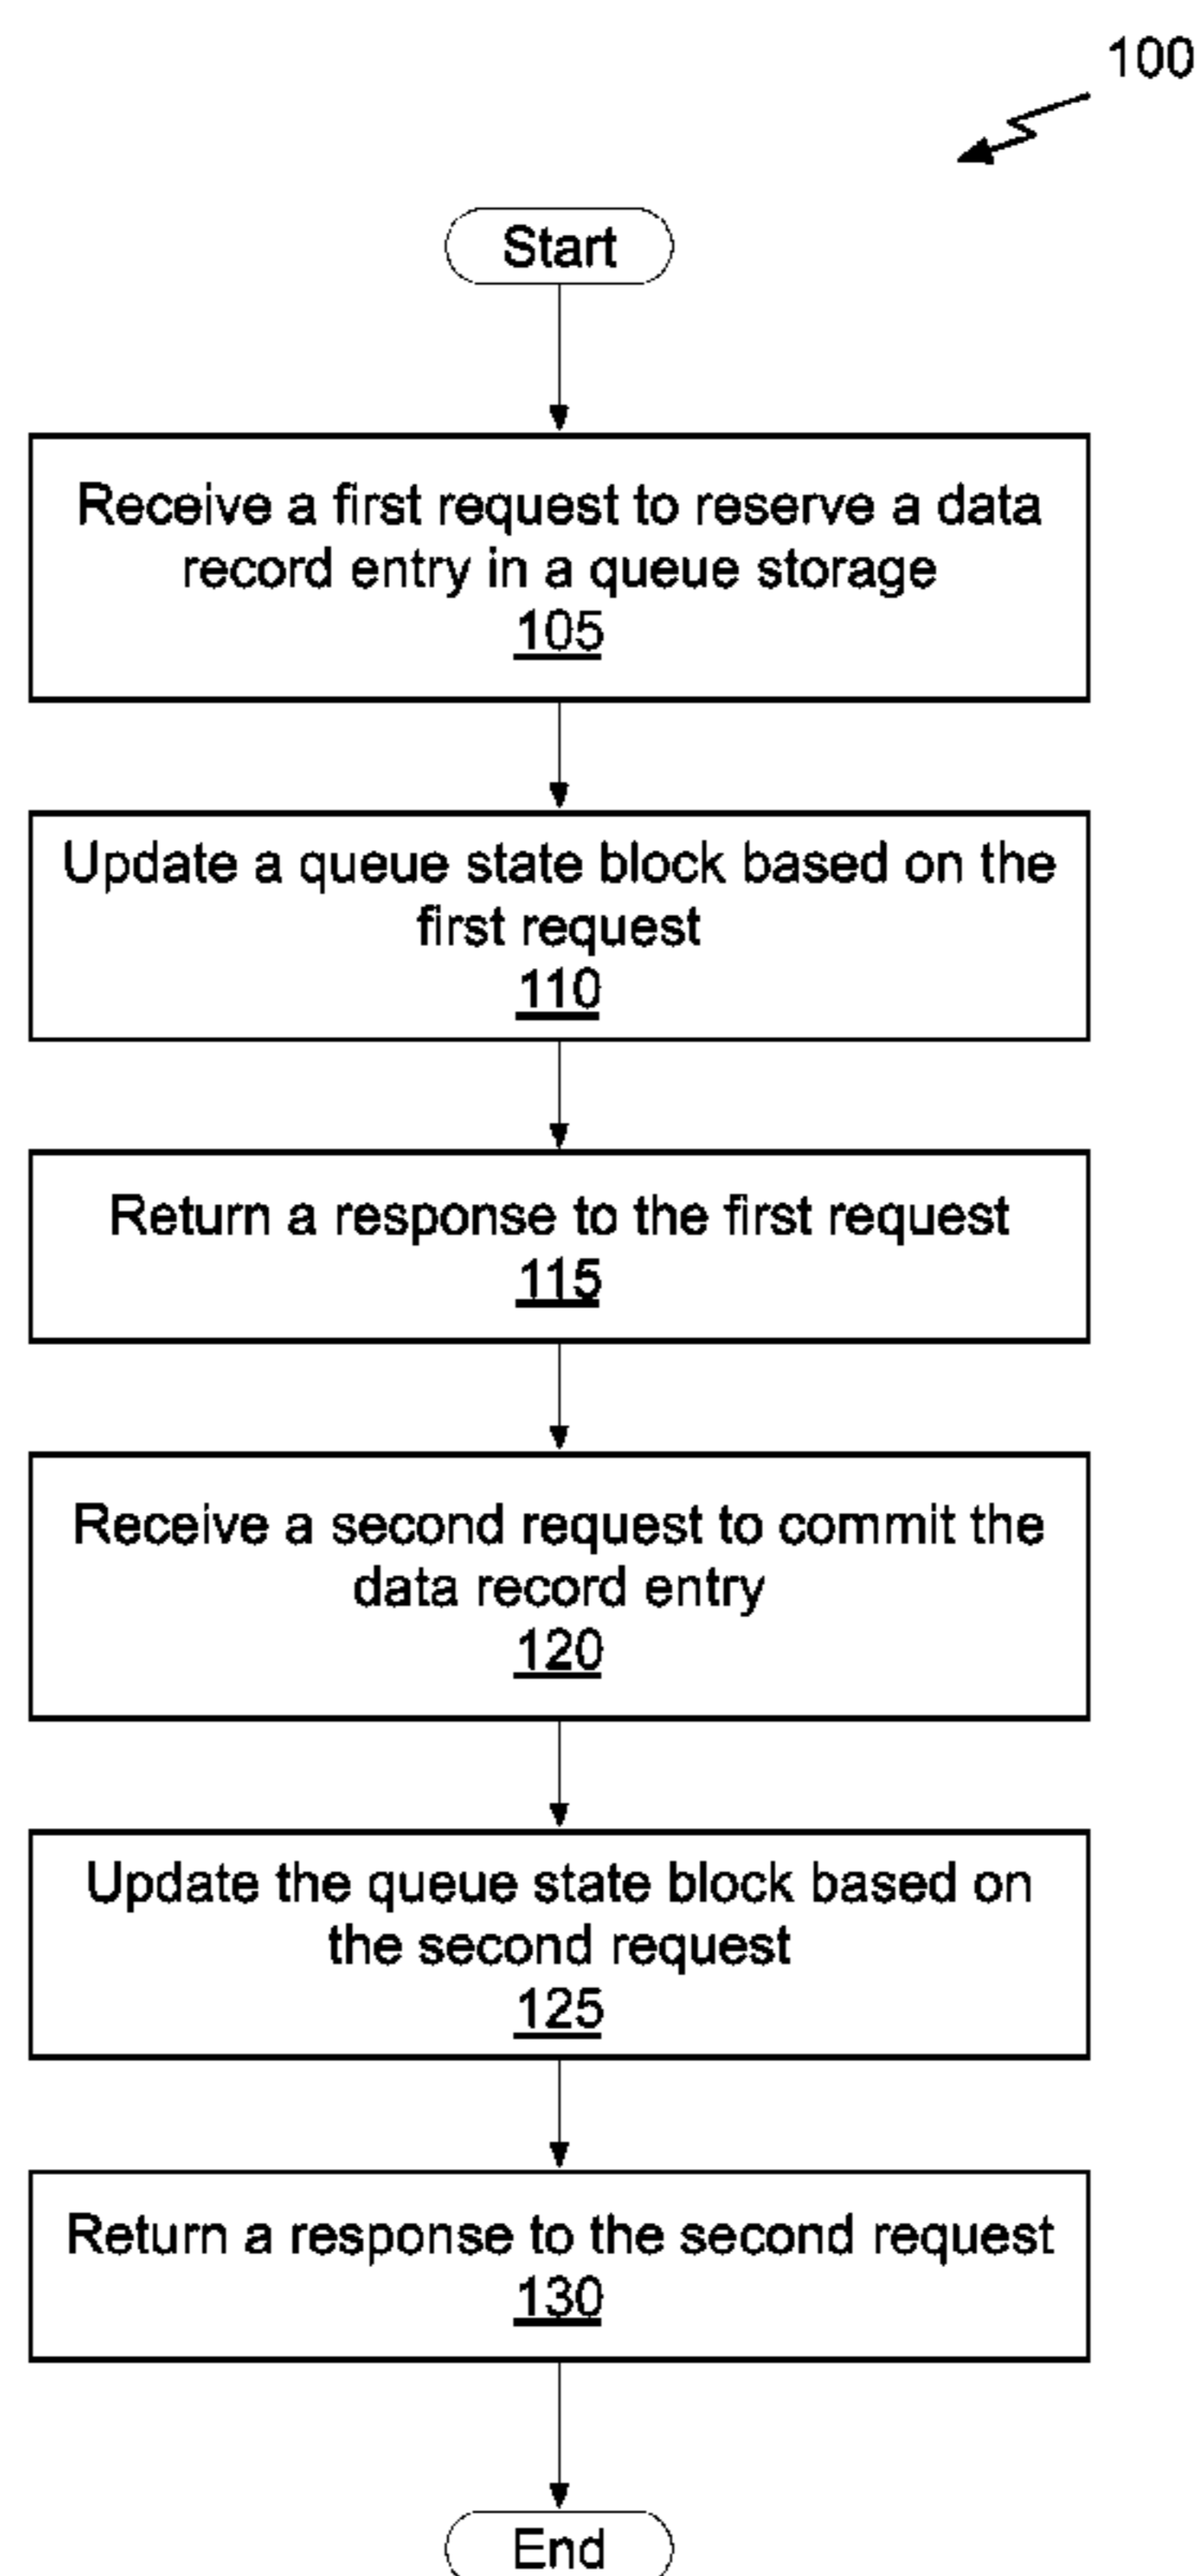 100
Start
Receive a first request to reserve a data
record entry in a queue storage
105
Update a queue state block based on the
first request
110
Return a response to the first request
115
Receive a second request to commit the
data record entry
120
Update the queue state block based on
the second request
125
Return a response to the second request
130
End